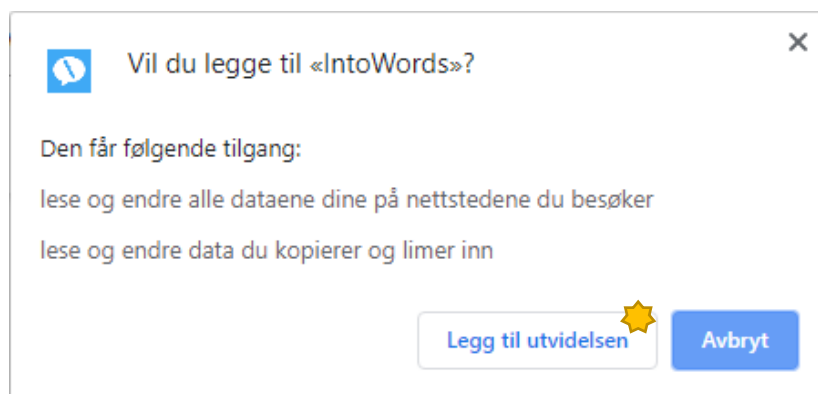 Vil du legge til «IntoWords»?
Den får følgende tilgang:
lese og endre alle dataene dine på nettstedene du besøker
lese og endre data du kopierer og limer inn
Legg til utvidelsen
Avbryt